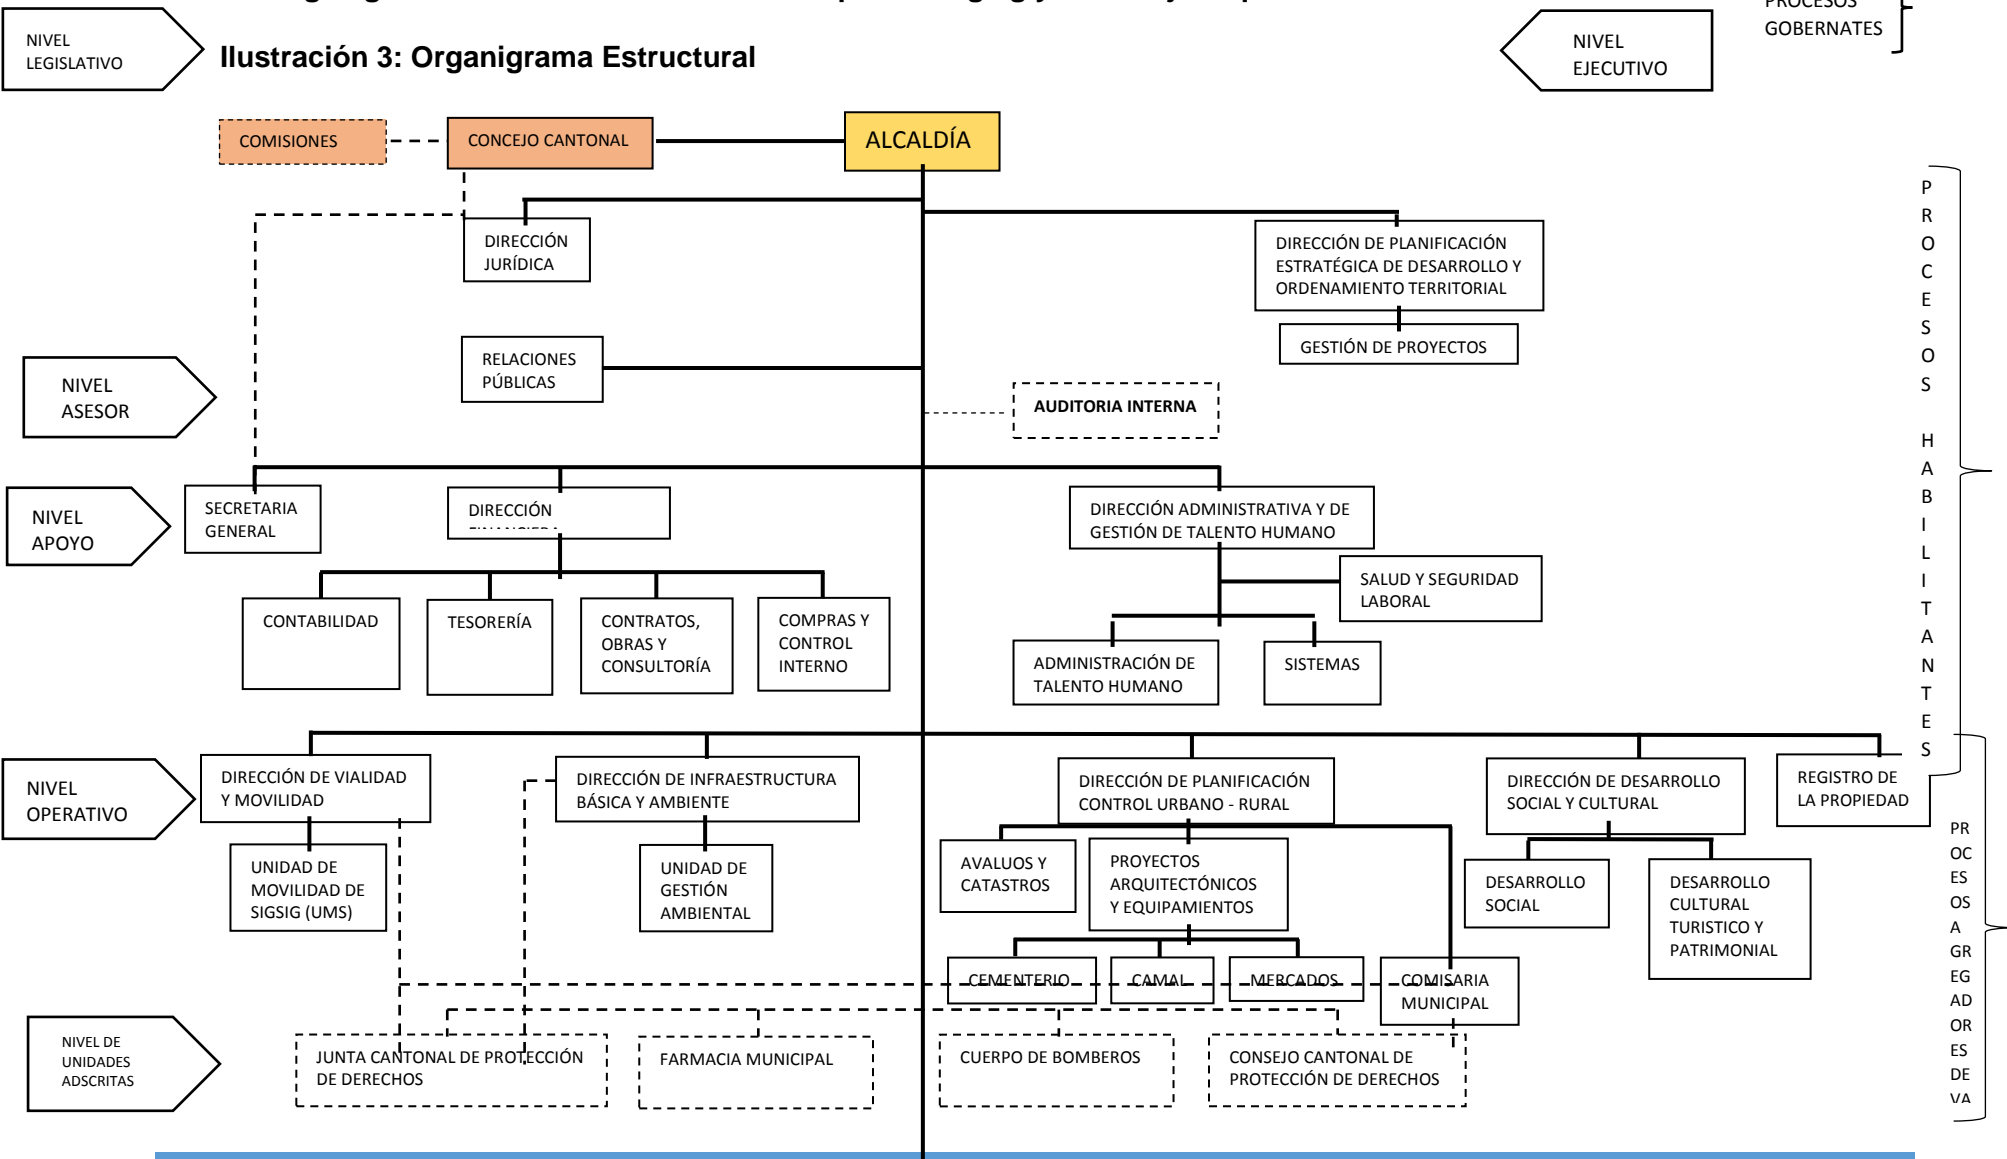 PROCESOS
GOBERNATES
NIVEL
LEGISLATIVO
Ilustración 3: Organigrama Estructural
NIVEL
EJECUTIVO
COMISIONES
CONCEJO CANTONAL
ALCALDÍA
DIRECCIÓN
JURÍDICA
DIRECCIÓN DE PLANIFICACIÓN
ESTRATÉGICA DE DESARROLLO Y
ORDENAMIENTO TERRITORIAL
GESTIÓN DE PROYECTOS
RELACIONES
PÚBLICAS
NIVEL
ASESOR
AUDITORIA INTERNA
P
R
O
C
E
S
O
S
H
A
B
I
L
I
T
A
N
T
E
S
NIVEL
APOYO
SECRETARIA
GENERAL
DIRECCIÓN
DIRECCIÓN ADMINISTRATIVA Y DE
GESTIÓN DE TALENTO HUMANO
SALUD Y SEGURIDAD
LABORAL
CONTABILIDAD
TESORERÍA
CONTRATOS,
OBRAS Y
CONSULTORÍA
COMPRAS Y
CONTROL
INTERNO
ADMINISTRACIÓN DE
TALENTO HUMANO
SISTEMAS
NIVEL
OPERATIVO
DIRECCIÓN DE VIALIDAD
Y MOVILIDAD
DIRECCIÓN DE INFRAESTRUCTURA
BÁSICA Y AMBIENTE
DIRECCIÓN DE PLANIFICACIÓN
CONTROL URBANO - RURAL
DIRECCIÓN DE DESARROLLO
SOCIAL Y CULTURAL
REGISTRO DE
LA PROPIEDAD
UNIDAD DE
MOVILIDAD DE
SIGSIG (UMS)
UNIDAD DE
GESTIÓN
AMBIENTAL
AVALUOS Y
CATASTROS
PROYECTOS
ARQUITECTÓNICOS
Y EQUIPAMIENTOS
DESARROLLO
SOCIAL
DESARROLLO
CULTURAL
TURISTICO Y
PATRIMONIAL
CEMENTERIO
CAMAL
MERCADOS
COMISARIA
MUNICIPAL
PR
OC
ES
OS
A
GR
EG
AD
OR
ES
DE
VA
NIVEL DE
UNIDADES
ADSCRITAS
JUNTA CANTONAL DE PROTECCIÓN
DE DERECHOS
FARMACIA MUNICIPAL
CUERPO DE BOMBEROS
CONSEJO CANTONAL DE
PROTECCIÓN DE DERECHOS